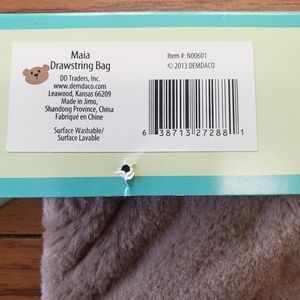 Maia
Drawstring Bag
DD Traders, Inc.
www.demdaco.com
Leawood, Kansas 66209
Made in Jimo,
Shandong Province, China
Fabriqué en Chine
Surface Washable/
Surface Lavable
Item #: N00601
© 2013 DEMDACO
6 38713 27288 1